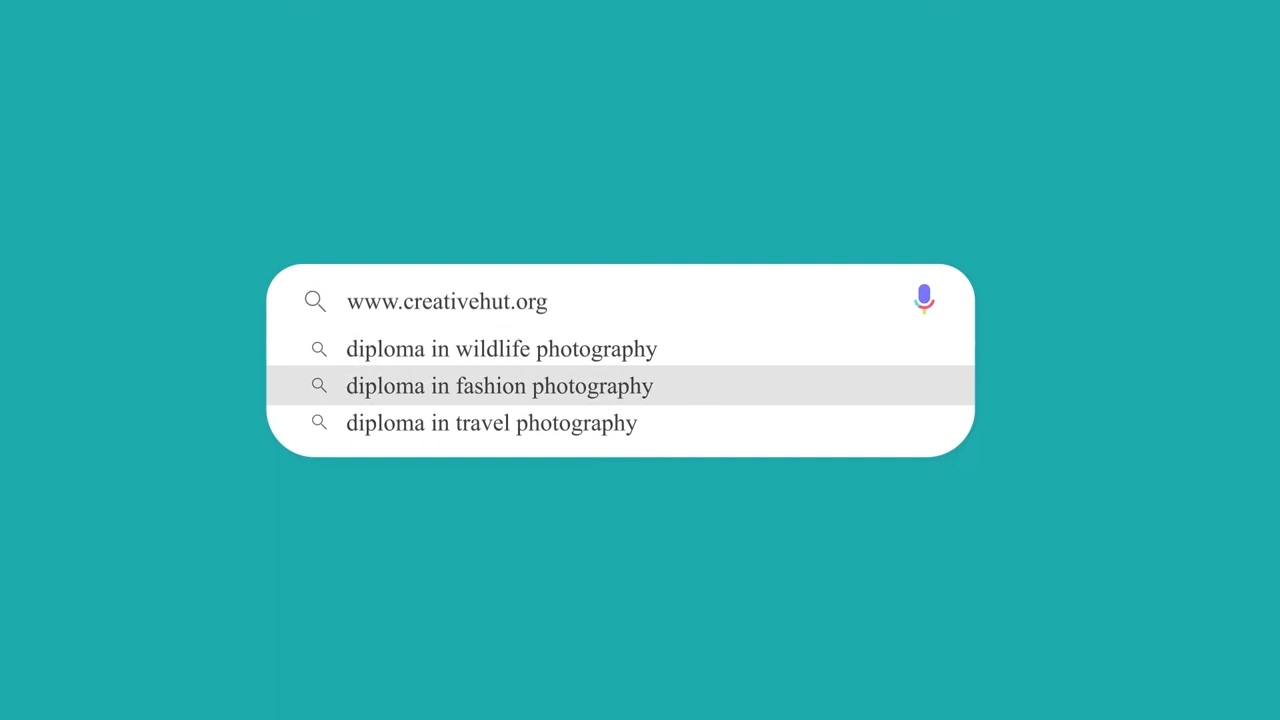 www.creativehut.org
diploma in wildlife photography
diploma in fashion photography
diploma in travel photography